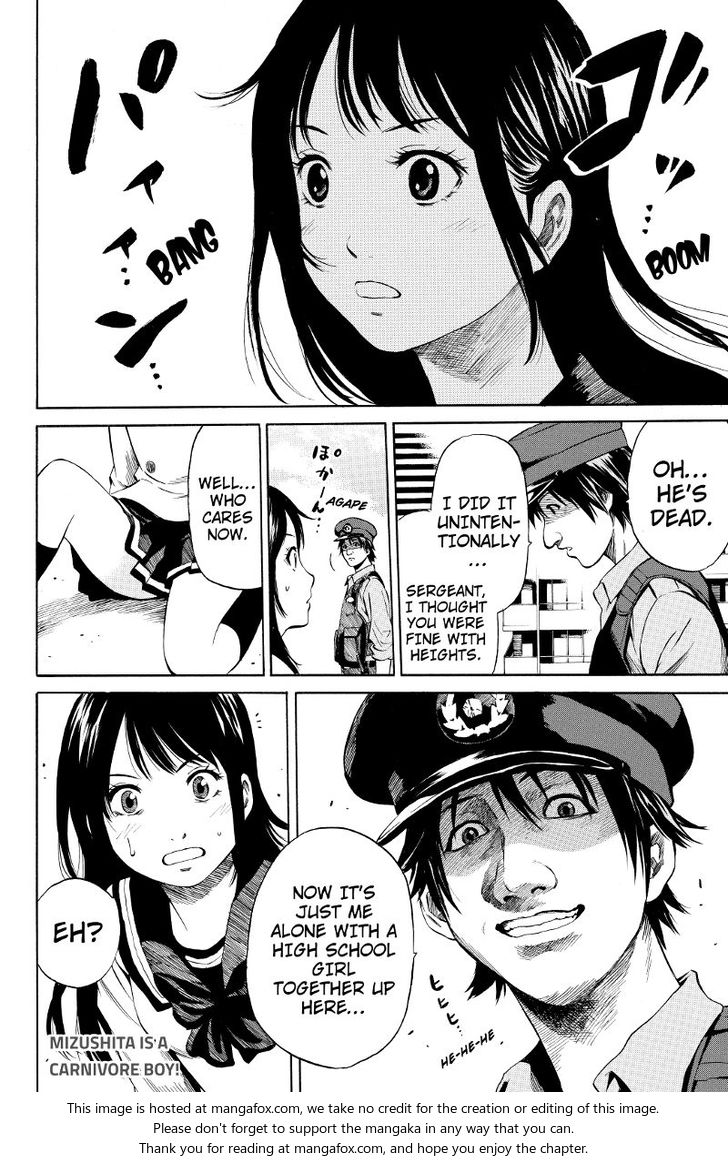 ゴォ…
BOOM
パァァァ…ン
BANG
OH...
HE'S
DEAD.
I DID IT
UNINTEN-
TIONALLY
...
SERGEANT,
I THOUGHT
YOU WERE
FINE WITH
HEIGHTS.
ぽかーん…
AGAPE
WELL...
WHO
CARES
NOW.
NOW IT'S
JUST ME
ALONE WITH A
HIGH SCHOOL
GIRL
TOGETHER UP
HERE...
ヒヒヒ…
HE-HE-HE
EH?
MIZUSHITA IS A
CARNIVORE BOY!
This image is hosted at mangafox.com, we take no credit for the creation or editing of this image.
Please don't forget to support the mangaka in any way that you can.
Thank you for reading at mangafox.com, and hope you enjoy the chapter.